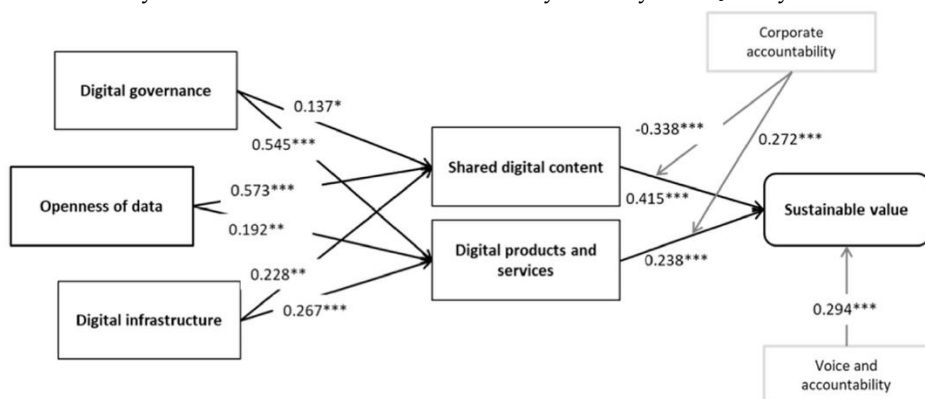 Corporate
accountability
Digital governance
0.137*
-0.338***
0.545***
0.272***
Shared digital content
0.573***
0.415***
Openness of data
Sustainable value
0.192**
Digital products and
services
0.238***
0.228**
0.267***
Digital infrastructure
0.294***
Voice and
accountability